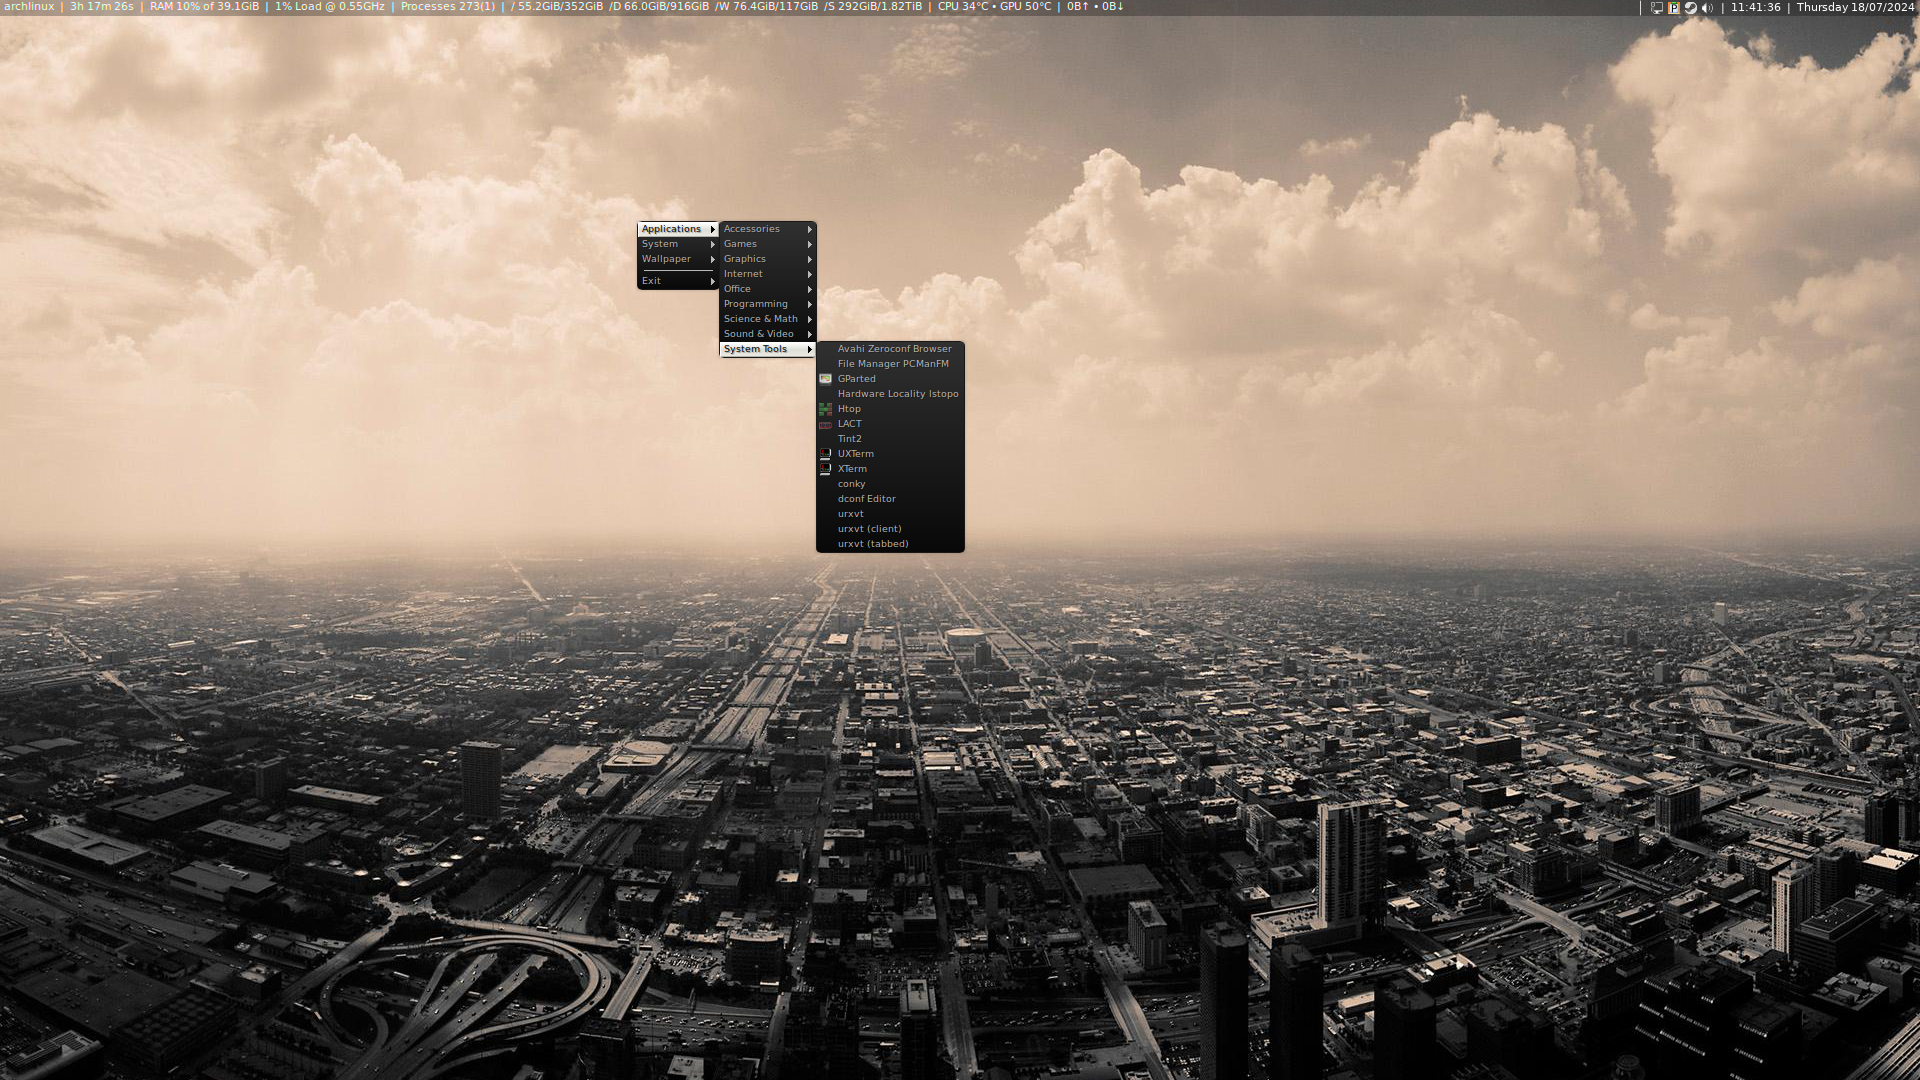 archlinux | 3h 17m 26s | RAM 10% of 39.1GiB | 1% Load @ 0.55GHz | Processes 273(1) | / 55.2GiB/352GiB /D 66.0GiB/916GiB /W 76.4GiB/117GiB /S 292GiB/1.82TiB | CPU 34°C • GPU 50°C | 0B↑ • 0B↓ | P | 11:41:36 | Thursday 18/07/2024
Applications
System
Wallpaper
Exit
Accessories
Games
Graphics
Internet
Office
Programming
Science & Math
Sound & Video
System Tools
Avahi Zeroconf Browser
File Manager PCManFM
GParted
Hardware Locality lstopo
Htop
LACT
Tint2
UXTerm
XTerm
conky
dconf Editor
urxvt
urxvt (client)
urxvt (tabbed)